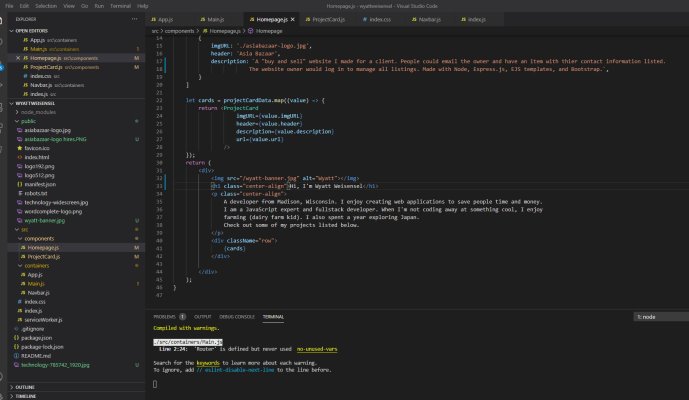 File Edit Selection View Go Run Terminal Help
Homepage.js - wyattweisensel - Visual Studio Code
EXPLORER
OPEN EDITORS
App.js src\containers
Main.js src\containers 1
Homepage.js src\components M
ProjectCard.js src\components M
index.css src
Navbar.js src\containers
index.js src
WYATTWEISENSEL
node_modules
public
asiabazaar-logo.jpg
asiabazaar-logo hires.PNG U
favicon.ico
index.html
logo192.png
logo512.png
manifest.json
robots.txt
technology-widescreen.jpg
wordcomplete-logo.png
wyatt-banner.jpg U
src
components
Homepage.js M
ProjectCard.js M
containers
App.js
Main.js 1
Navbar.js
index.css
index.js
serviceWorker.js
.gitignore
package.json
package-lock.json
README.md
technology-785742_1920.jpg U
OUTLINE
TIMELINE
App.js Main.js Homepage.js ProjectCard.js index.css Navbar.js index.js
src > components > Homepage.js > Homepage
14 {
15 imgURL: './asiabazaar-logo.jpg',
16 header: 'Asia Bazaar',
17 description: `A "buy and sell" website I made for a client. People could email the owner and have an item with thier contact information listed.
18 The website owner would log in to manage all listings. Made with Node, Express.js, EJS templates, and Bootstrap.`,
19 }
20 ]
21
22 let cards = projectCardData.map((value) => {
23 return <ProjectCard
24 imgURL={value.imgURL}
25 header={value.header}
26 description={value.description}
27 url={value.url}
28 />
29 });
30 return (
31 <div>
32 <img src="/wyatt-banner.jpg" alt="Wyatt"></img>
33 <h1 class="center-align">Hi, I'm Wyatt Weisensel</h1>
34 <p class="center-align">
35 A developer from Madison, Wisconsin. I enjoy creating web applications to save people time and money.
36 I am a JavaScript expert and fullstack developer. When I'm not coding away at something cool, I enjoy
37 farming (dairy farm kid). I also spent a year exploring Japan.
38 Check out some of my projects listed below.
39 </p>
40 <div className="row">
41 {cards}
42 </div>
43
44 </div>
45 );
46 }
47
PROBLEMS 1 OUTPUT DEBUG CONSOLE TERMINAL
1: node
Compiled with warnings.
./src/containers/Main.js
Line 2:24: 'Router' is defined but never used no-unused-vars
Search for the keywords to learn more about each warning.
To ignore, add // eslint-disable-next-line to the line before.